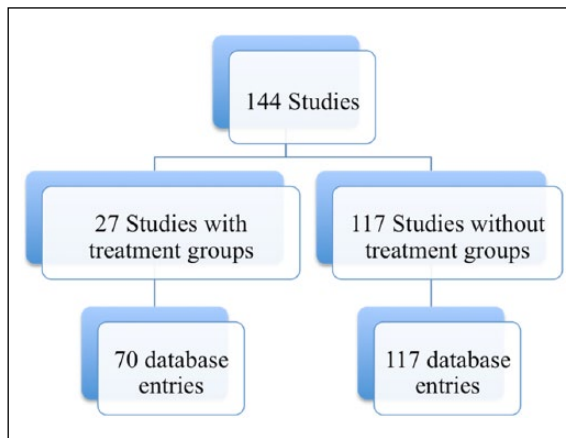 144 Studies
27 Studies with
treatment groups
117 Studies without
treatment groups
70 database
entries
117 database
entries